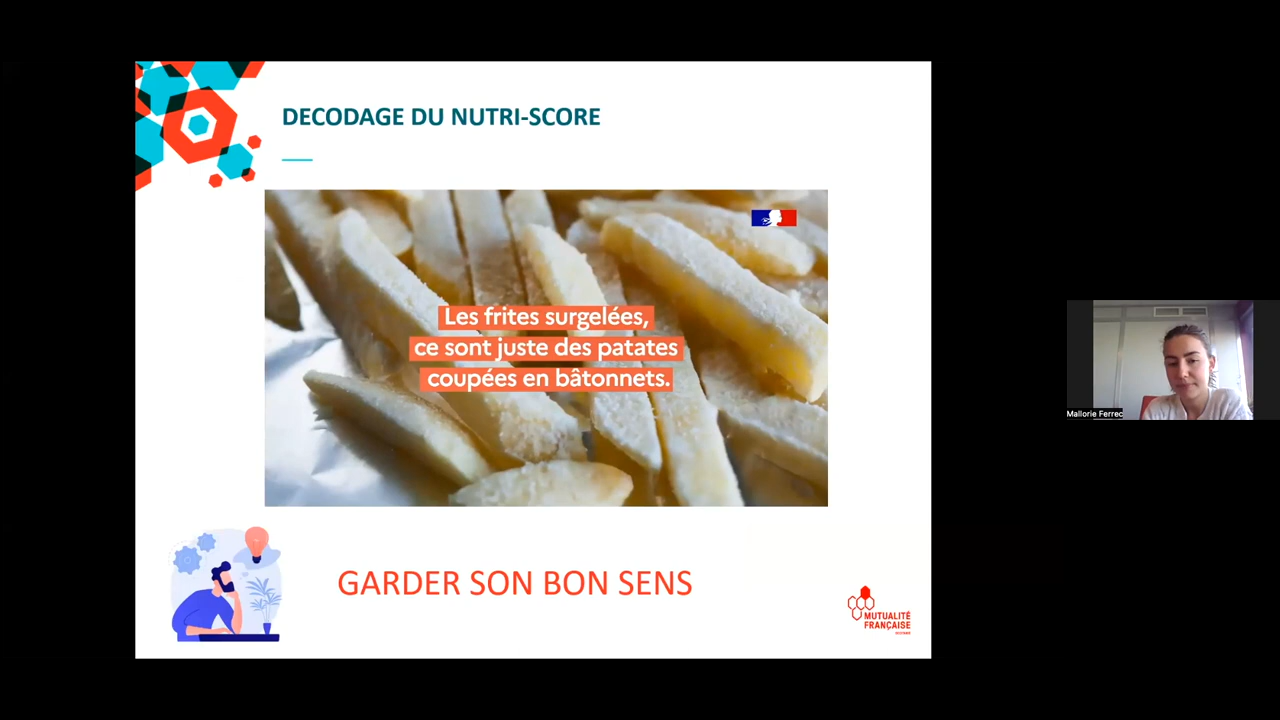 DECODAGE DU NUTRI-SCORE
Les frites surgelées,
ce sont juste des patates
coupées en bâtonnets.
Mallorie Ferrec
GARDER SON BON SENS
MUTUALITÉ
FRANÇAISE